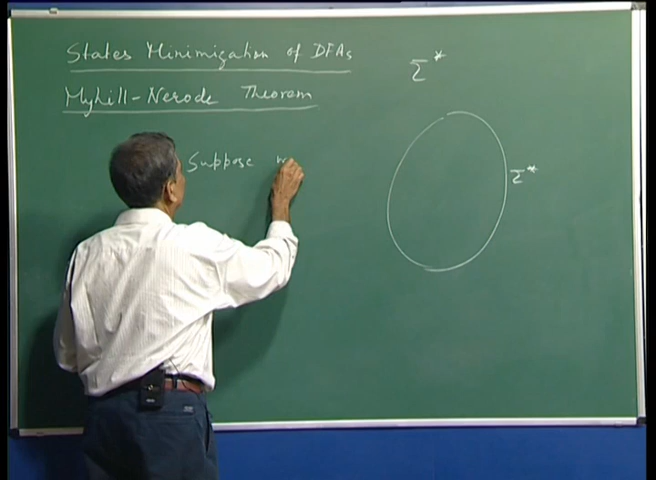 States Minimization of DFAs
Myhill-Nerode Theorem
Σ*
Suppose
Σ*